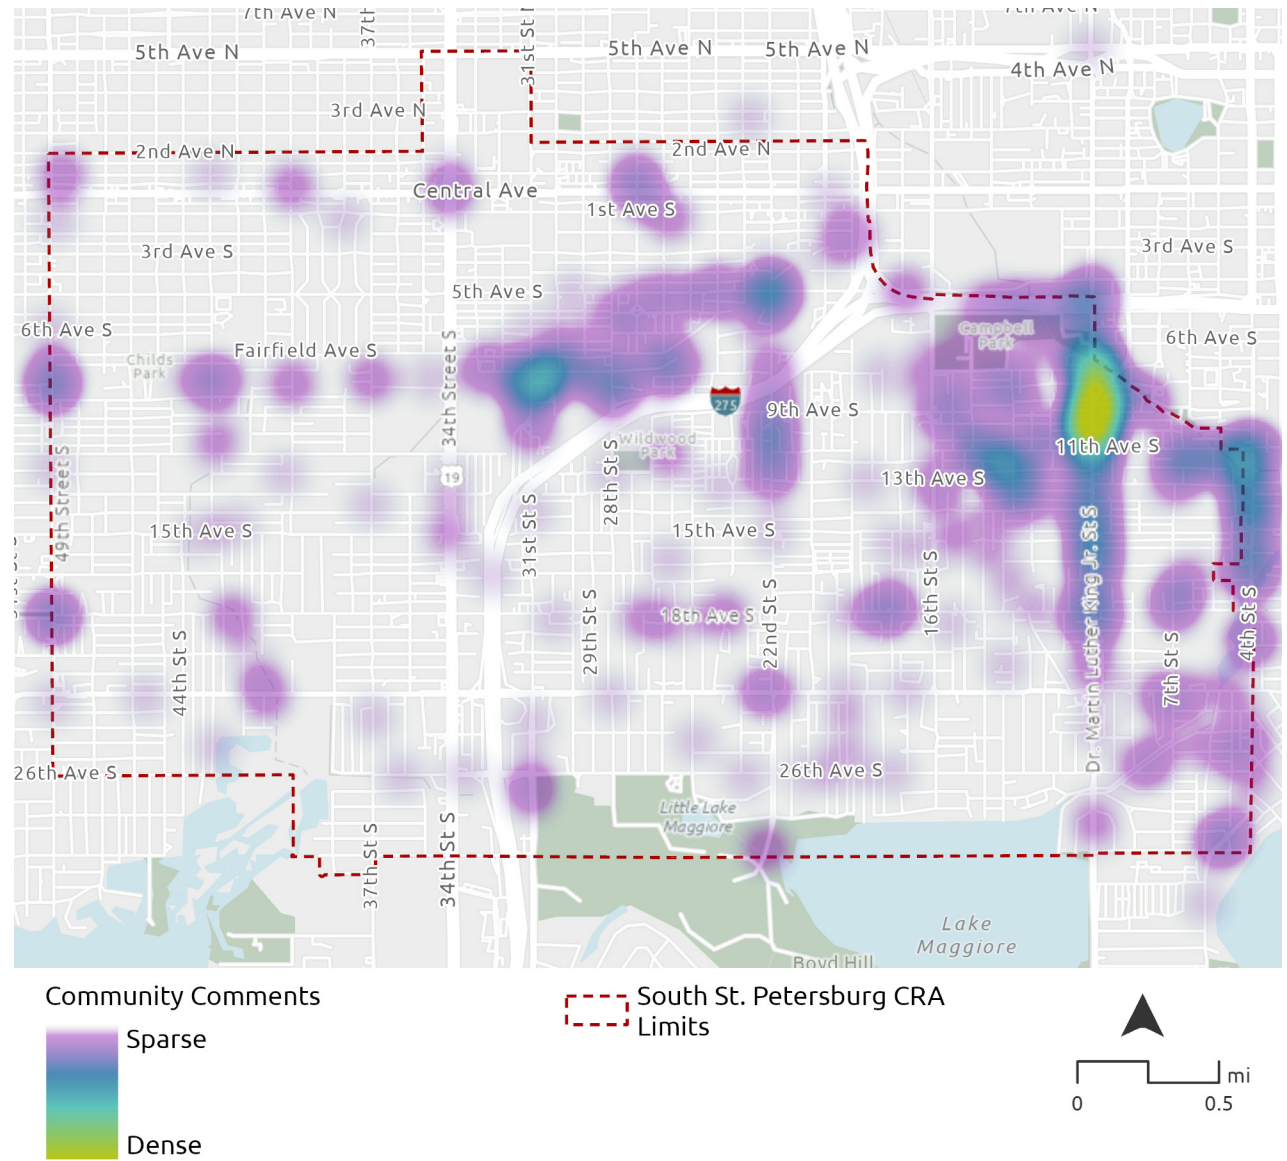 7th Ave N
37th
31st St N
7th Ave N
5th Ave N
5th Ave N
5th Ave N
4th Ave N
3rd Ave N
2nd Ave N
2nd Ave N
Central Ave
1st Ave S
3rd Ave S
3rd Ave S
5th Ave S
6th Ave S
Childs
Park
Fairfield Ave S
34th Street S
Campbell
Park
6th Ave S
275
9th Ave S
Wildwood
Park
11th Ave S
49th Street S
19
28th St S
13th Ave S
15th Ave S
31st St S
15th Ave S
16th St S
Dr. Martin Luther King Jr. St S
29th St S
18th Ave S
22nd St S
4th St S
44th St S
7th St S
26th Ave S
26th Ave S
Little Lake
Maggiore
37th St S
34th St S
Lake
Maggiore
Boyd Hill
Community Comments
Sparse
Dense
South St. Petersburg CRA
Limits
mi
0
0.5